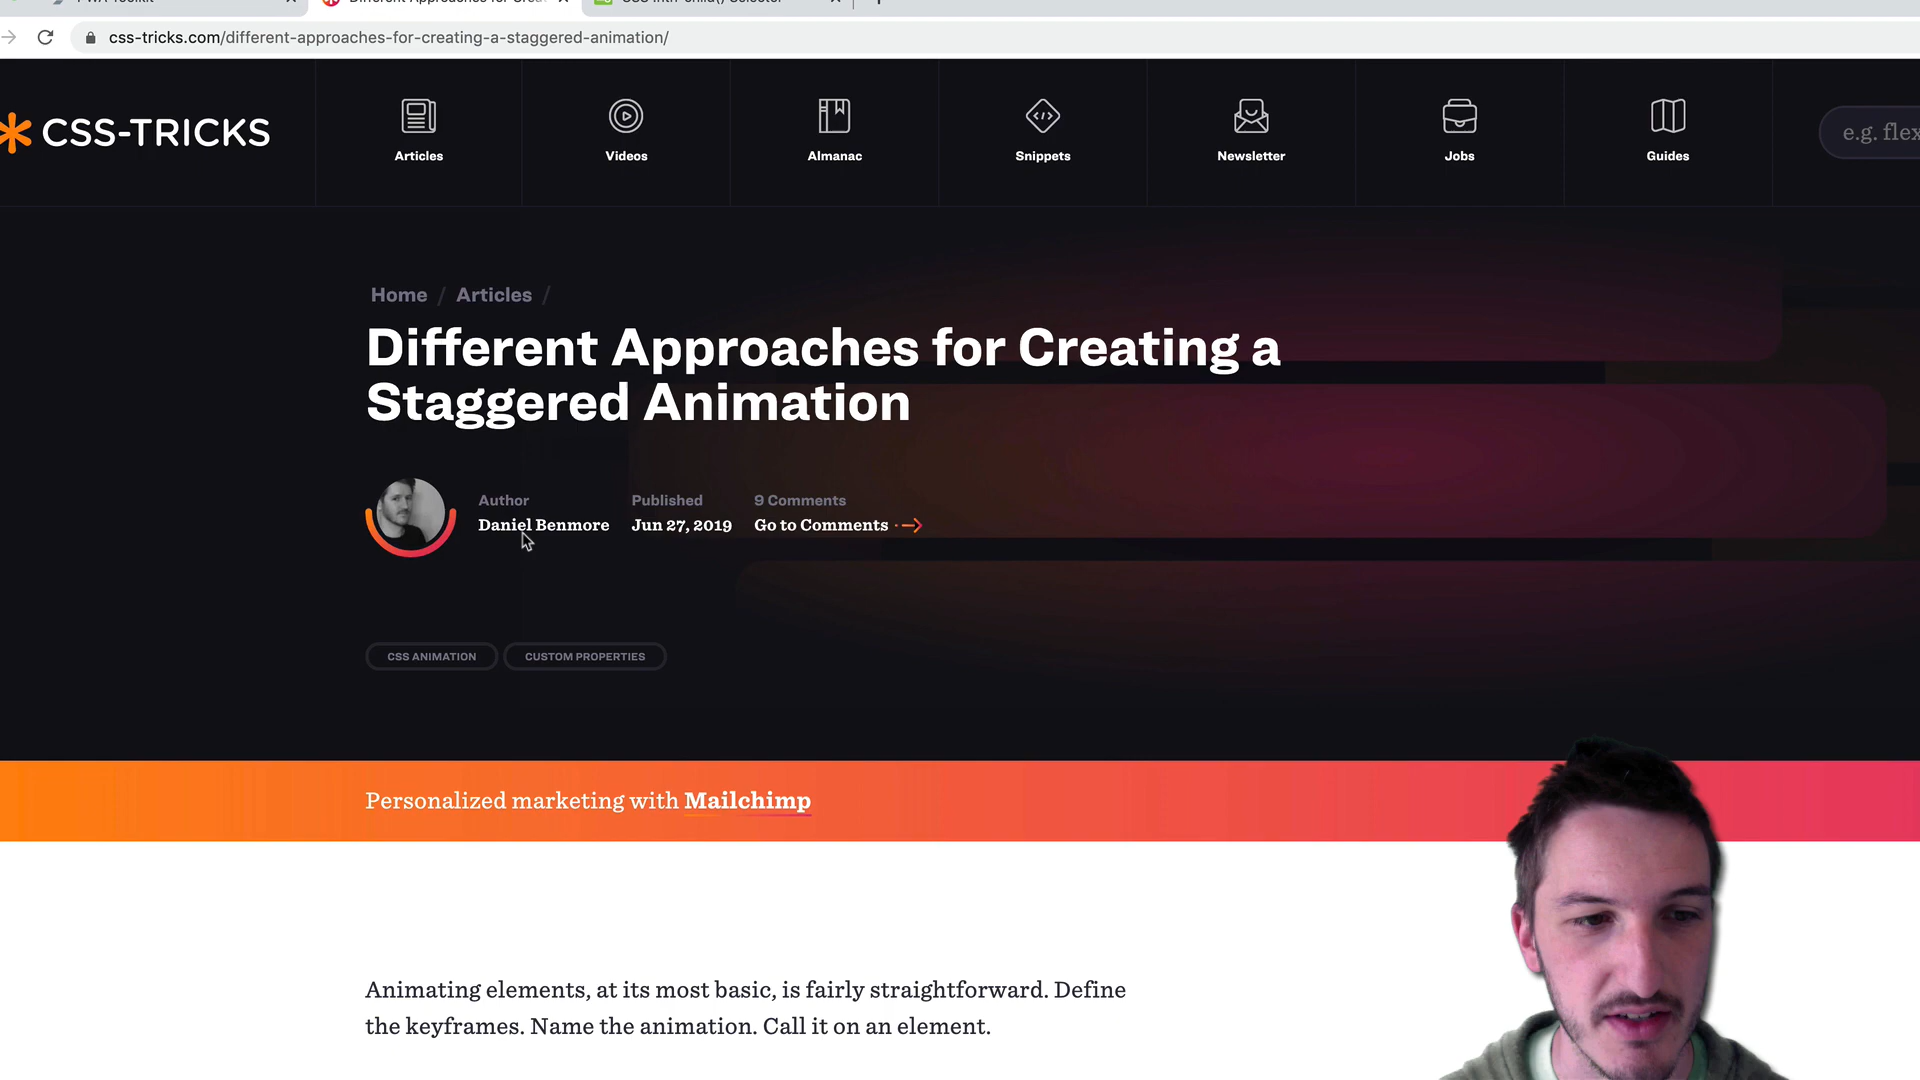 css-tricks.com/different-approaches-for-creating-a-staggered-animation/
CSS-TRICKS
Articles
Videos
Almanac
Snippets
Newsletter
Jobs
Guides
e.g. flex
Home / Articles /
Different Approaches for Creating a
Staggered Animation
Author
Daniel Benmore
Published
Jun 27, 2019
9 Comments
Go to Comments
CSS ANIMATION
CUSTOM PROPERTIES
Personalized marketing with Mailchimp
Animating elements, at its most basic, is fairly straightforward. Define
the keyframes. Name the animation. Call it on an element.